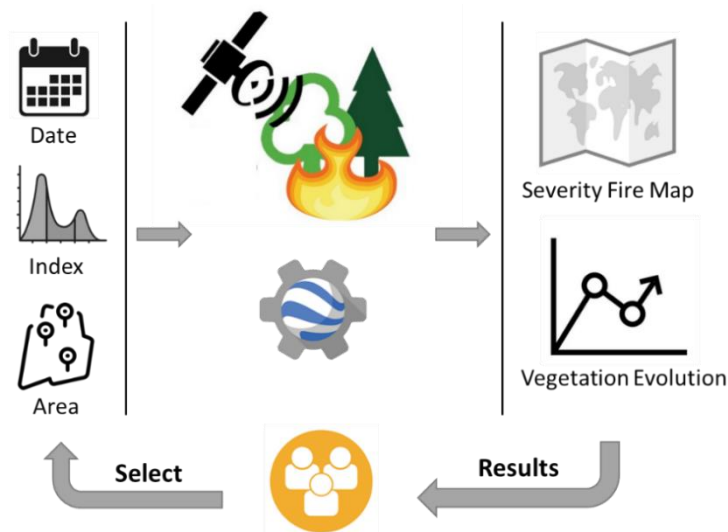 Date
Index
Area
Severity Fire Map
Vegetation Evolution
Select
Results